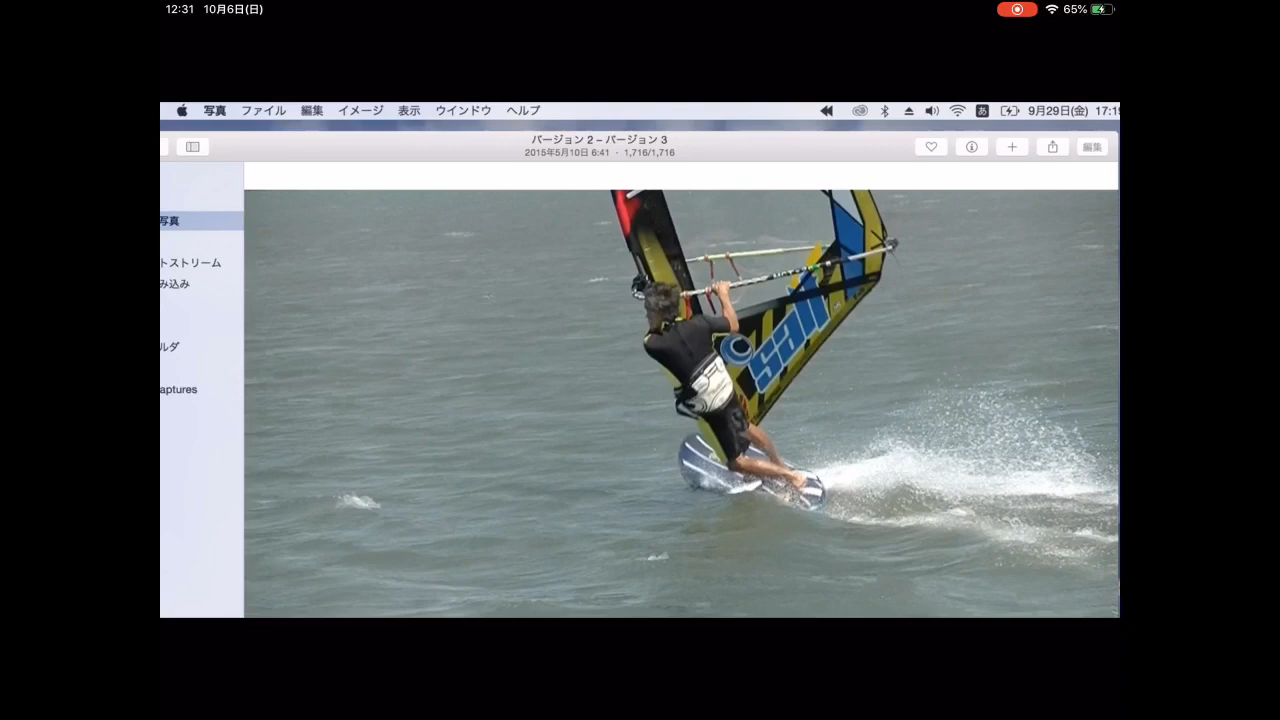 12:31 10月6日(日)
65%
写真 ファイル 編集 イメージ 表示 ウインドウ ヘルプ
あ
9月29日(金) 17:19
バージョン 2 – バージョン 3
2015年5月10日 6:41 · 1,716/1,716
編集
写真
トストリーム
み込み
ルダ
aptures
sail